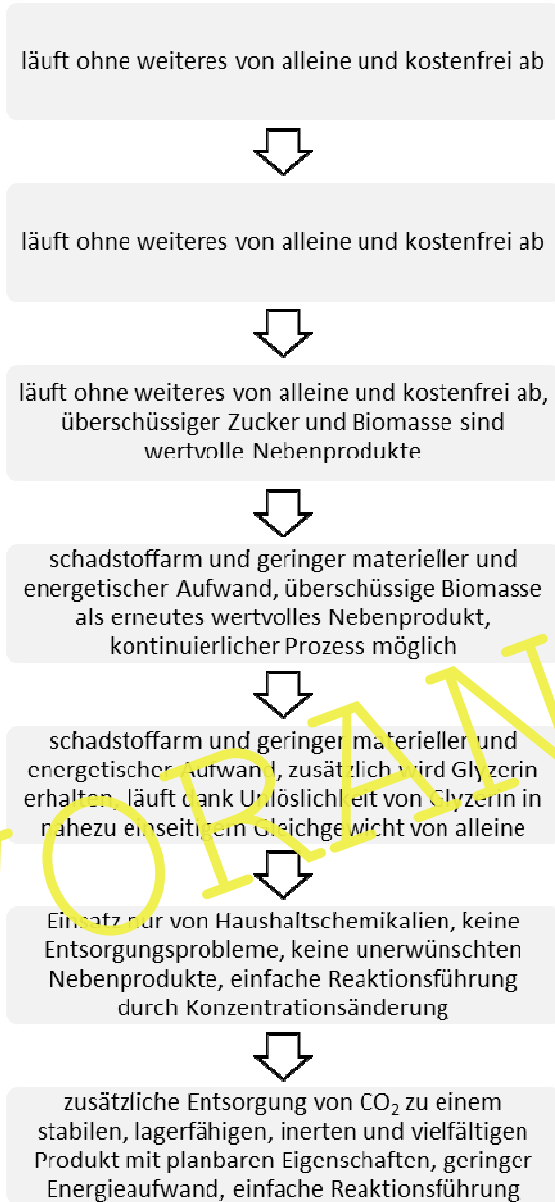 läuft ohne weiteres von alleine und kostenfrei ab
läuft ohne weiteres von alleine und kostenfrei ab
läuft ohne weiteres von alleine und kostenfrei ab,
überschüssiger Zucker und Biomasse sind
wertvolle Nebenprodukte
schadstoffarm und geringer materieller und
energetischer Aufwand, überschüssige Biomasse
als erneutes wertvolles Nebenprodukt,
kontinuierlicher Prozess möglich
schadstoffarm und geringer materieller und
energetischer Aufwand, zusätzlich wird Glyzerin
erhalten, läuft dank Unlöslichkeit von Glyzerin in
nahezu einseitigem Gleichgewicht von alleine
Einsatz nur von Haushaltschemikalien, keine
Entsorgungsprobleme, keine unerwünschten
Nebenprodukte, einfache Reaktionsführung
durch Konzentrationsänderung
zusätzliche Entsorgung von CO₂ zu einem
stabilen, lagerfähigen, inerten und vielfältigen
Produkt mit planbaren Eigenschaften, geringer
Energieaufwand, einfache Reaktionsführung
ORAN